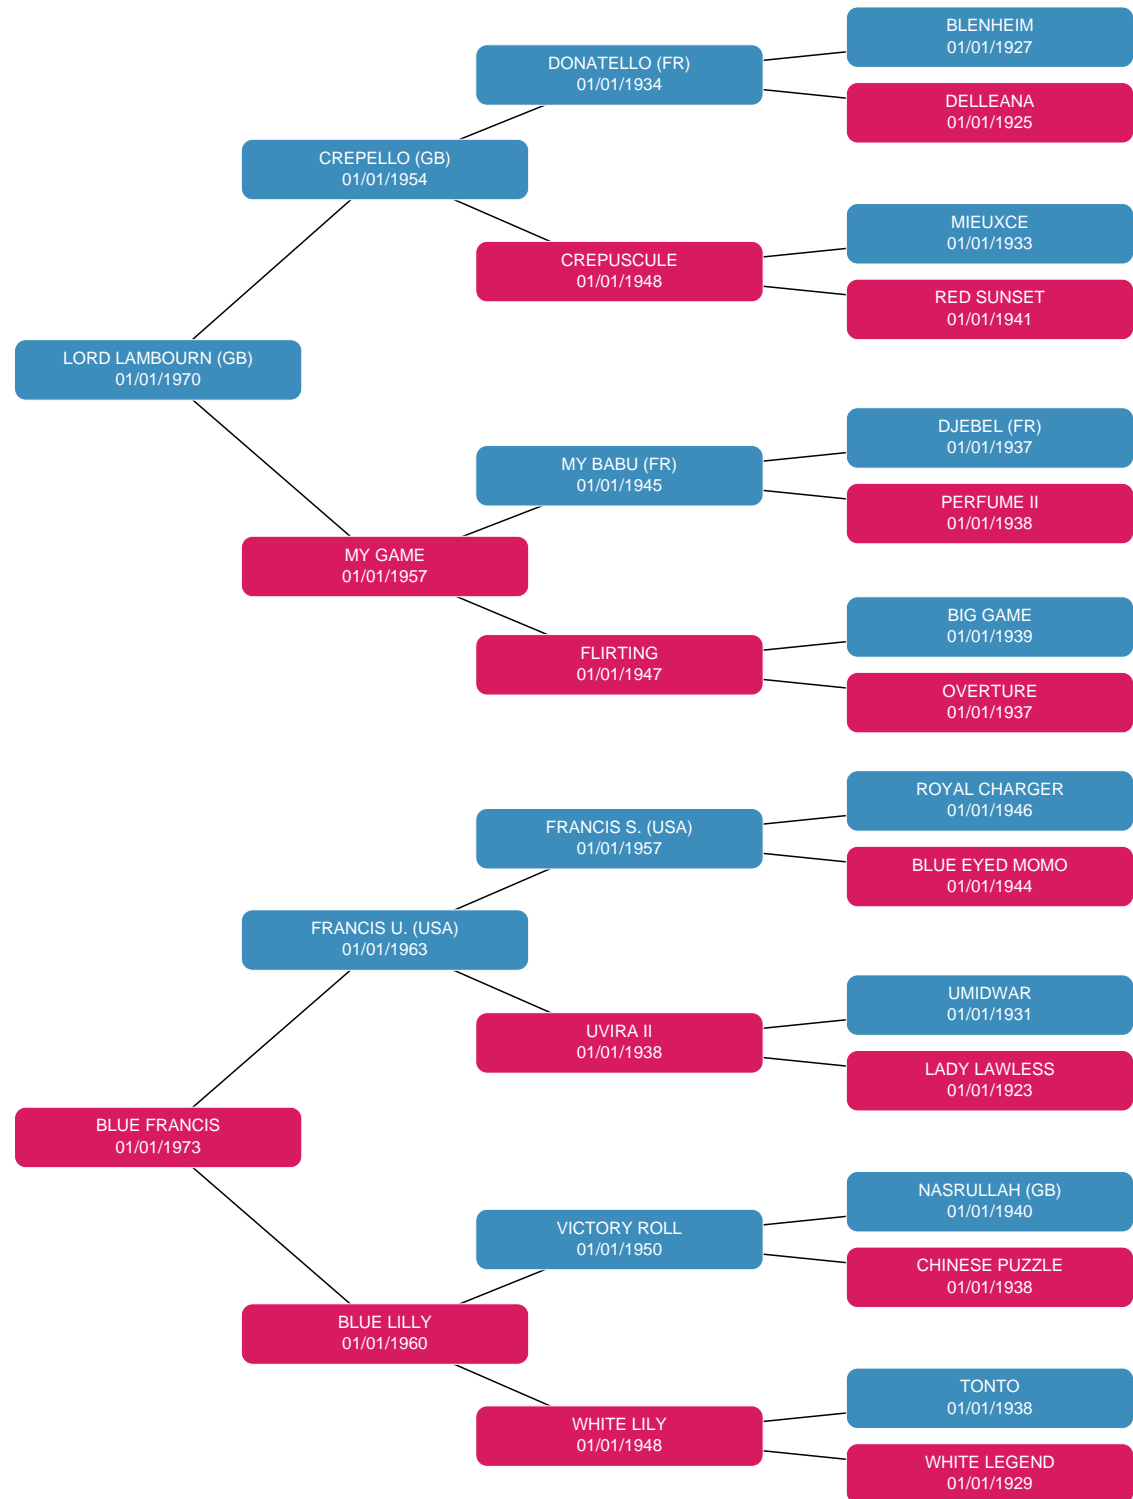 BLENHEIM
01/01/1927
DONATELLO (FR)
01/01/1934
DELLEANA
01/01/1925
CREPELLO (GB)
01/01/1954
MIEUXCE
01/01/1933
CREPUSCULE
01/01/1948
RED SUNSET
01/01/1941
LORD LAMBOURN (GB)
01/01/1970
DJEBEL (FR)
01/01/1937
MY BABU (FR)
01/01/1945
PERFUME II
01/01/1938
MY GAME
01/01/1957
BIG GAME
01/01/1939
FLIRTING
01/01/1947
OVERTURE
01/01/1937
ROYAL CHARGER
01/01/1946
FRANCIS S. (USA)
01/01/1957
BLUE EYED MOMO
01/01/1944
FRANCIS U. (USA)
01/01/1963
UMIDWAR
01/01/1931
UVIRA II
01/01/1938
LADY LAWLESS
01/01/1923
BLUE FRANCIS
01/01/1973
NASRULLAH (GB)
01/01/1940
VICTORY ROLL
01/01/1950
CHINESE PUZZLE
01/01/1938
BLUE LILLY
01/01/1960
TONTO
01/01/1938
WHITE LILY
01/01/1948
WHITE LEGEND
01/01/1929